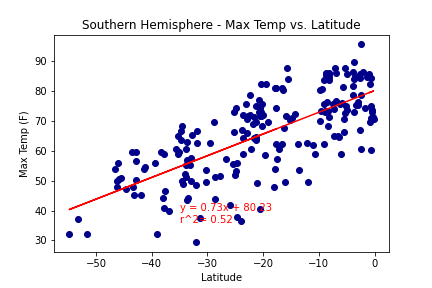 Southern Hemisphere - Max Temp vs. Latitude
Max Temp (F)
90
80
70
60
50
40
30
y = 0.73x + 80.23
r^2 = 0.52
−50
−40
−30
−20
−10
0
Latitude